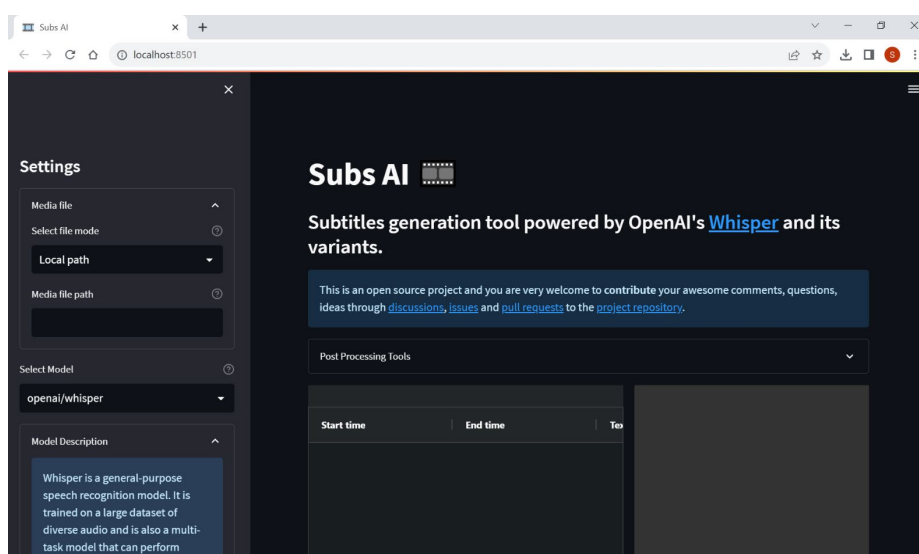 Subs AI
localhost:8501
S
Settings
Media file
Select file mode
Local path
Media file path
Select Model
openai/whisper
Model Description
Whisper is a general-purpose
speech recognition model. It is
trained on a large dataset of
diverse audio and is also a multi-
task model that can perform
Subs AI
Subtitles generation tool powered by OpenAI's Whisper and its
variants.
This is an open source project and you are very welcome to contribute your awesome comments, questions,
ideas through discussions, issues and pull requests to the project repository.
Post Processing Tools
Start time
End time
Tex